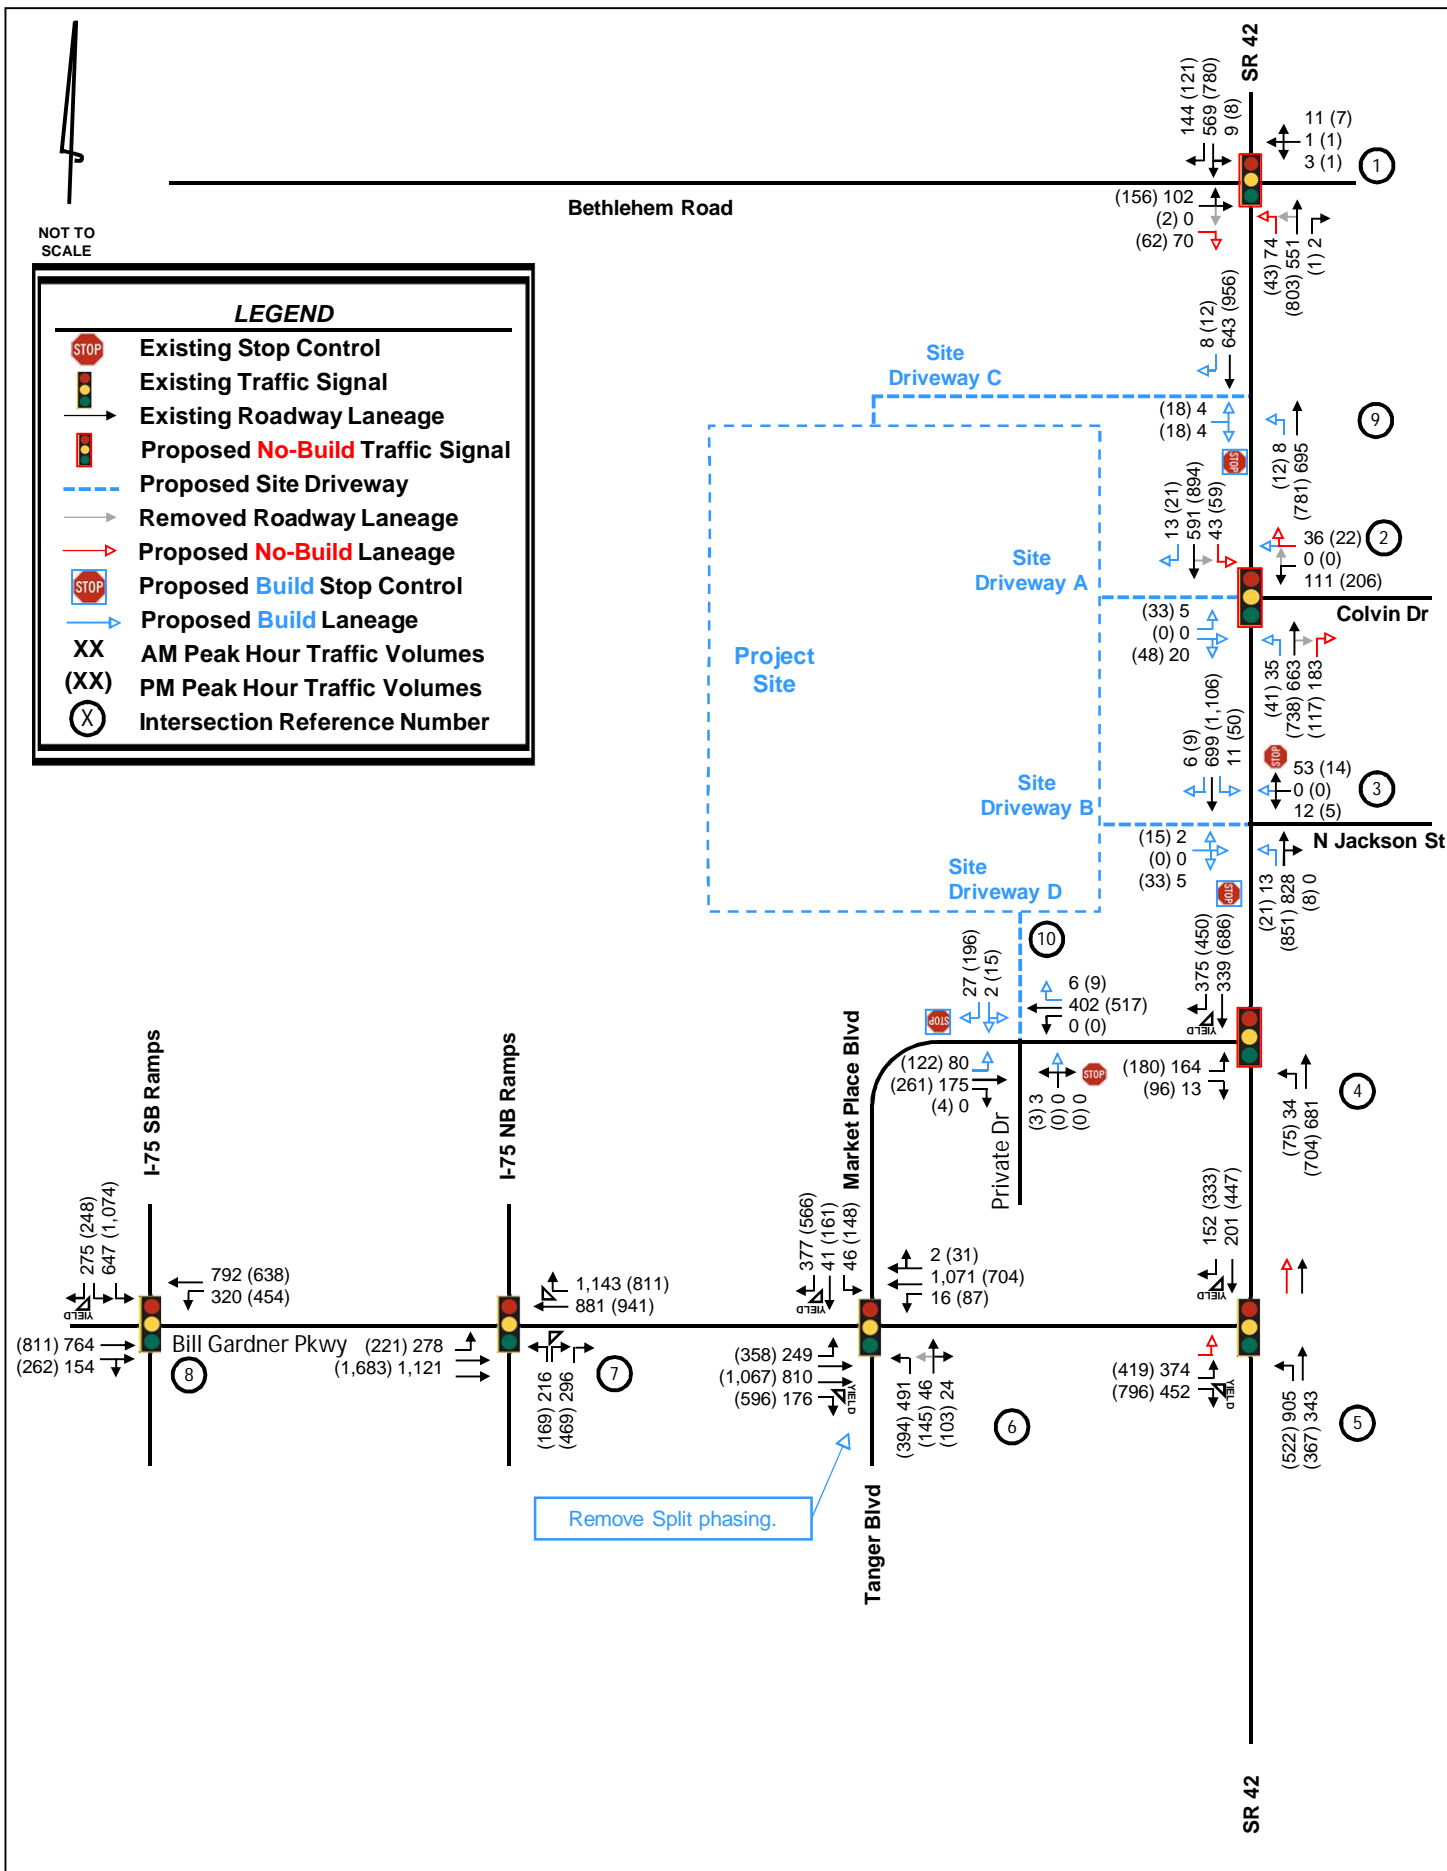 SR 42
144 (121)
569 (780)
9 (8)
11 (7)
1 (1)
3 (1)
1
Bethlehem Road
(156) 102
(2) 0
(62) 70
(43) 74
(803) 551
(1) 2
NOT TO
SCALE
LEGEND
STOP
Existing Stop Control
Existing Traffic Signal
Existing Roadway Laneage
Proposed No-Build Traffic Signal
Proposed Site Driveway
Removed Roadway Laneage
Proposed No-Build Laneage
STOP
Proposed Build Stop Control
Proposed Build Laneage
XX
AM Peak Hour Traffic Volumes
(XX)
PM Peak Hour Traffic Volumes
X
Intersection Reference Number
8 (12)
643 (956)
Site
Driveway C
(18) 4
(18) 4
STOP
(12) 8
(781) 695
9
13 (21)
591 (894)
43 (59)
36 (22)
0 (0)
111 (206)
2
Site
Driveway A
Colvin Dr
(33) 5
(0) 0
(48) 20
(41) 35
(738) 663
(117) 183
Project
Site
6 (9)
699 (1,106)
11 (50)
STOP
53 (14)
0 (0)
12 (5)
3
Site
Driveway B
N Jackson St
(15) 2
(0) 0
(33) 5
STOP
(21) 13
(851) 828
(8) 0
Site
Driveway D
10
27 (196)
2 (15)
STOP
6 (9)
402 (517)
0 (0)
375 (450)
339 (686)
YIELD
Market Place Blvd
(122) 80
(261) 175
(4) 0
STOP
(3) 3
(0) 0
(0) 0
Private Dr
(180) 164
(96) 13
(75) 34
(704) 681
4
I-75 SB Ramps
I-75 NB Ramps
275 (248)
647 (1,074)
YIELD
792 (638)
320 (454)
(811) 764
(262) 154
8
Bill Gardner Pkwy
1,143 (811)
881 (941)
(221) 278
(1,683) 1,121
(169) 216
(469) 296
7
377 (566)
41 (161)
46 (148)
YIELD
2 (31)
1,071 (704)
16 (87)
(358) 249
(1,067) 810
(596) 176
YIELD
(394) 491
(145) 46
(103) 24
6
152 (333)
201 (447)
YIELD
(419) 374
(796) 452
YIELD
(522) 905
(367) 343
5
Remove Split phasing.
Tanger Blvd
SR 42